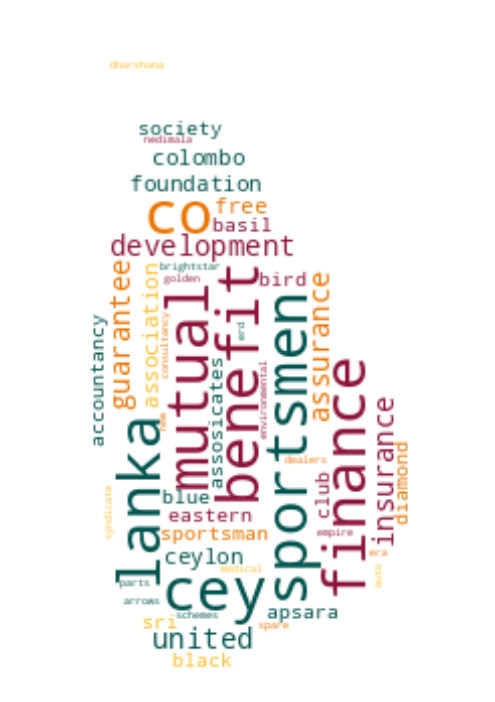 dharshana
society
nedimala
colombo
foundation
co
free
basil
development
brightstar
golden
bird
guarantee
association
mutual
benefit
consultancy
erd
sportsmen
assurance
accountancy
assosicates
environmental
finance
lanka
insurance
diamond
dealers
club
blue
syndicate
eastern
sportsman
empire
ceylon
era
medical
auto
parts
cey
arrows
schemes
apsara
sri
spare
united
black